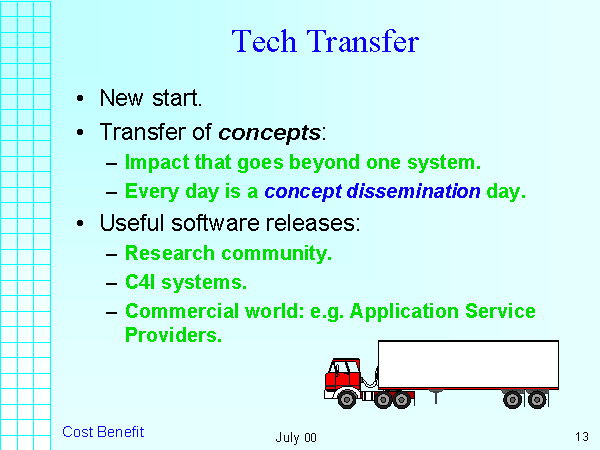 Tech Transfer
• New start.
• Transfer of concepts:
– Impact that goes beyond one system.
– Every day is a concept dissemination day.
• Useful software releases:
– Research community.
– C4I systems.
– Commercial world: e.g. Application Service
Providers.
Cost Benefit
July 00
13